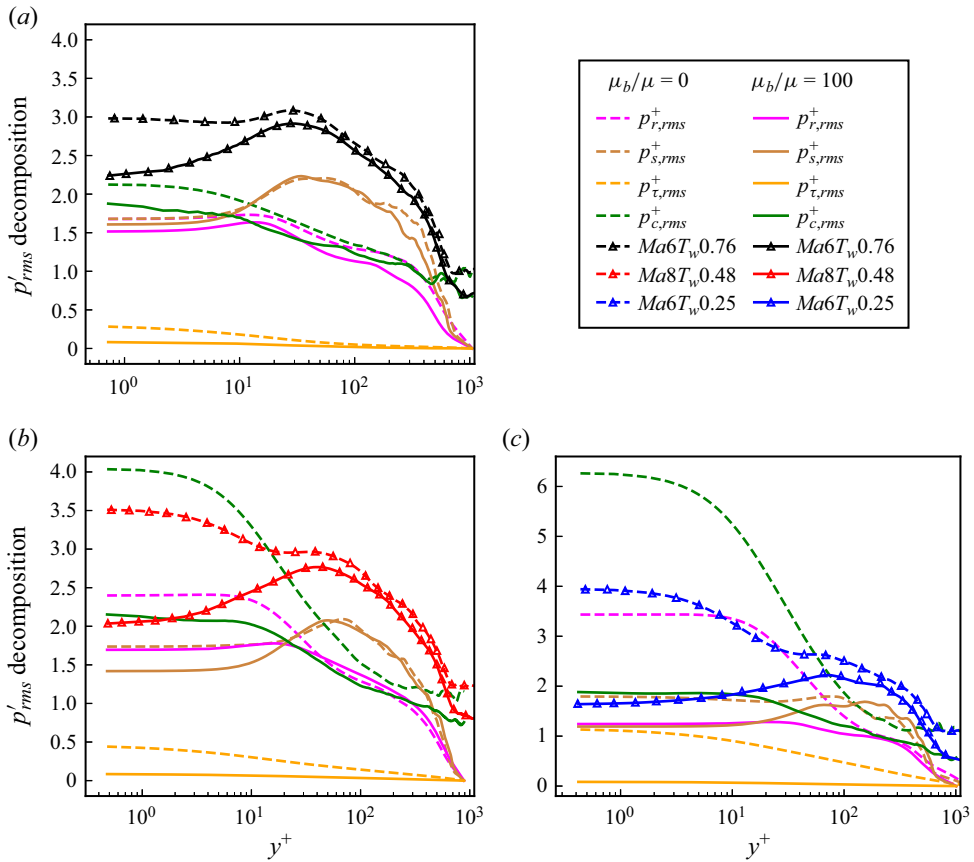 (a)
4.0
3.5
3.0
2.5
2.0
1.5
1.0
0.5
0
p′rms decomposition
10^0
10^1
10^2
10^3
μb/μ = 0 μb/μ = 100
p+r,rms p+r,rms
p+s,rms p+s,rms
p+τ,rms p+τ,rms
p+c,rms p+c,rms
Ma6Tw0.76 Ma6Tw0.76
Ma8Tw0.48 Ma8Tw0.48
Ma6Tw0.25 Ma6Tw0.25
(b)
4.0
3.5
3.0
2.5
2.0
1.5
1.0
0.5
0
p′rms decomposition
10^0
10^1
10^2
10^3
y+
(c)
6
5
4
3
2
1
0
10^0
10^1
10^2
10^3
y+